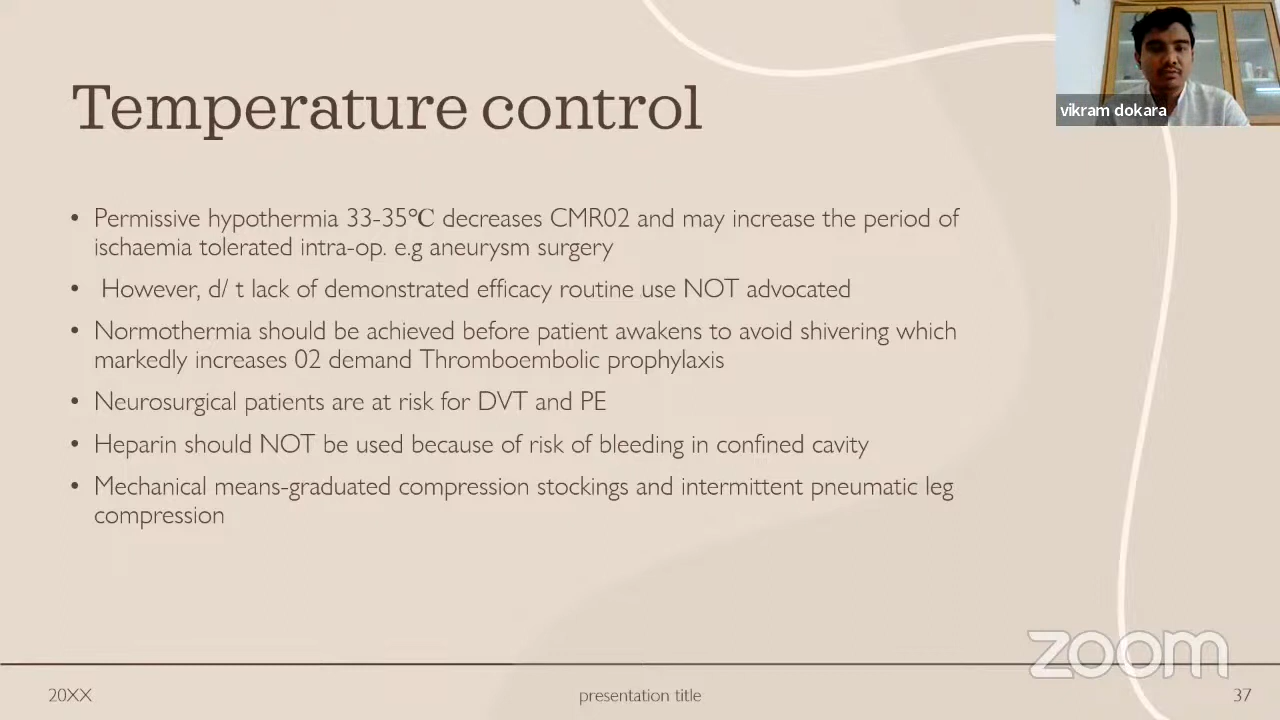 vikram dokara
Temperature control
• Permissive hypothermia 33-35°C decreases CMR02 and may increase the period of
ischaemia tolerated intra-op. e.g aneurysm surgery
• However, d/ t lack of demonstrated efficacy routine use NOT advocated
• Normothermia should be achieved before patient awakens to avoid shivering which
markedly increases 02 demand Thromboembolic prophylaxis
• Neurosurgical patients are at risk for DVT and PE
• Heparin should NOT be used because of risk of bleeding in confined cavity
• Mechanical means-graduated compression stockings and intermittent pneumatic leg
compression
zoom
20XX
presentation title
37